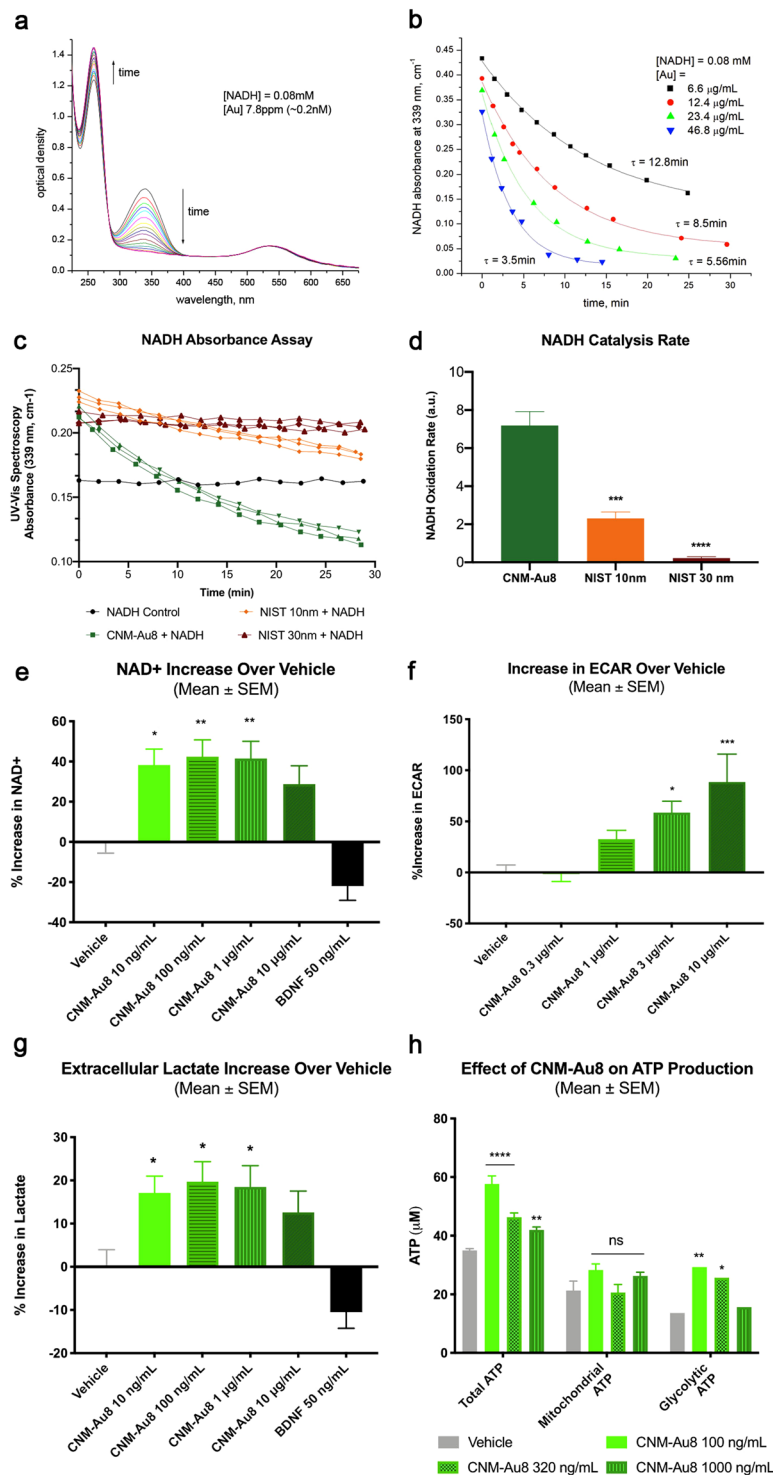 a
1.4
1.2
1.0
0.8
0.6
0.4
0.2
0.0
optical density
time
[NADH] = 0.08mM
[Au] 7.8ppm (~0.2nM)
time
250 300 350 400 450 500 550 600 650
wavelength, nm
b
0.45
0.40
0.35
0.30
0.25
0.20
0.15
0.10
0.05
0.00
NADH absorbance at 339 nm, cm⁻¹
[NADH] = 0.08 mM
[Au] =
6.6 µg/mL
12.4 µg/mL
23.4 µg/mL
46.8 µg/mL
τ = 12.8min
τ = 8.5min
τ = 3.5min
τ = 5.56min
0 5 10 15 20 25 30
time, min
c
NADH Absorbance Assay
0.25
0.20
0.15
0.10
UV-Vis Spectroscopy
Absorbance (339 nm, cm-1)
0 5 10 15 20 25 30
Time (min)
NADH Control
NIST 10nm + NADH
CNM-Au8 + NADH
NIST 30nm + NADH
d
NADH Catalysis Rate
10
8
6
4
2
0
NADH Oxidation Rate (a.u.)
***
****
CNM-Au8 NIST 10nm NIST 30 nm
e
NAD+ Increase Over Vehicle
(Mean ± SEM)
60
40
20
0
-20
-40
% Increase in NAD+
* ** **
Vehicle
CNM-Au8 10 ng/mL
CNM-Au8 100 ng/mL
CNM-Au8 1 µg/mL
CNM-Au8 10 µg/mL
BDNF 50 ng/mL
f
Increase in ECAR Over Vehicle
(Mean ± SEM)
150
100
50
0
-50
%Increase in ECAR
* ***
Vehicle
CNM-Au8 0.3 µg/mL
CNM-Au8 1 µg/mL
CNM-Au8 3 µg/mL
CNM-Au8 10 µg/mL
g
Extracellular Lactate Increase Over Vehicle
(Mean ± SEM)
30
20
10
0
-10
-20
% Increase in Lactate
* * *
Vehicle
CNM-Au8 10 ng/mL
CNM-Au8 100 ng/mL
CNM-Au8 1 µg/mL
CNM-Au8 10 µg/mL
BDNF 50 ng/mL
h
Effect of CNM-Au8 on ATP Production
(Mean ± SEM)
80
60
40
20
0
ATP (µM)
****
**
ns
**
*
Total ATP
Mitochondrial
ATP
Glycolytic
ATP
Vehicle
CNM-Au8 100 ng/mL
CNM-Au8 320 ng/mL
CNM-Au8 1000 ng/mL